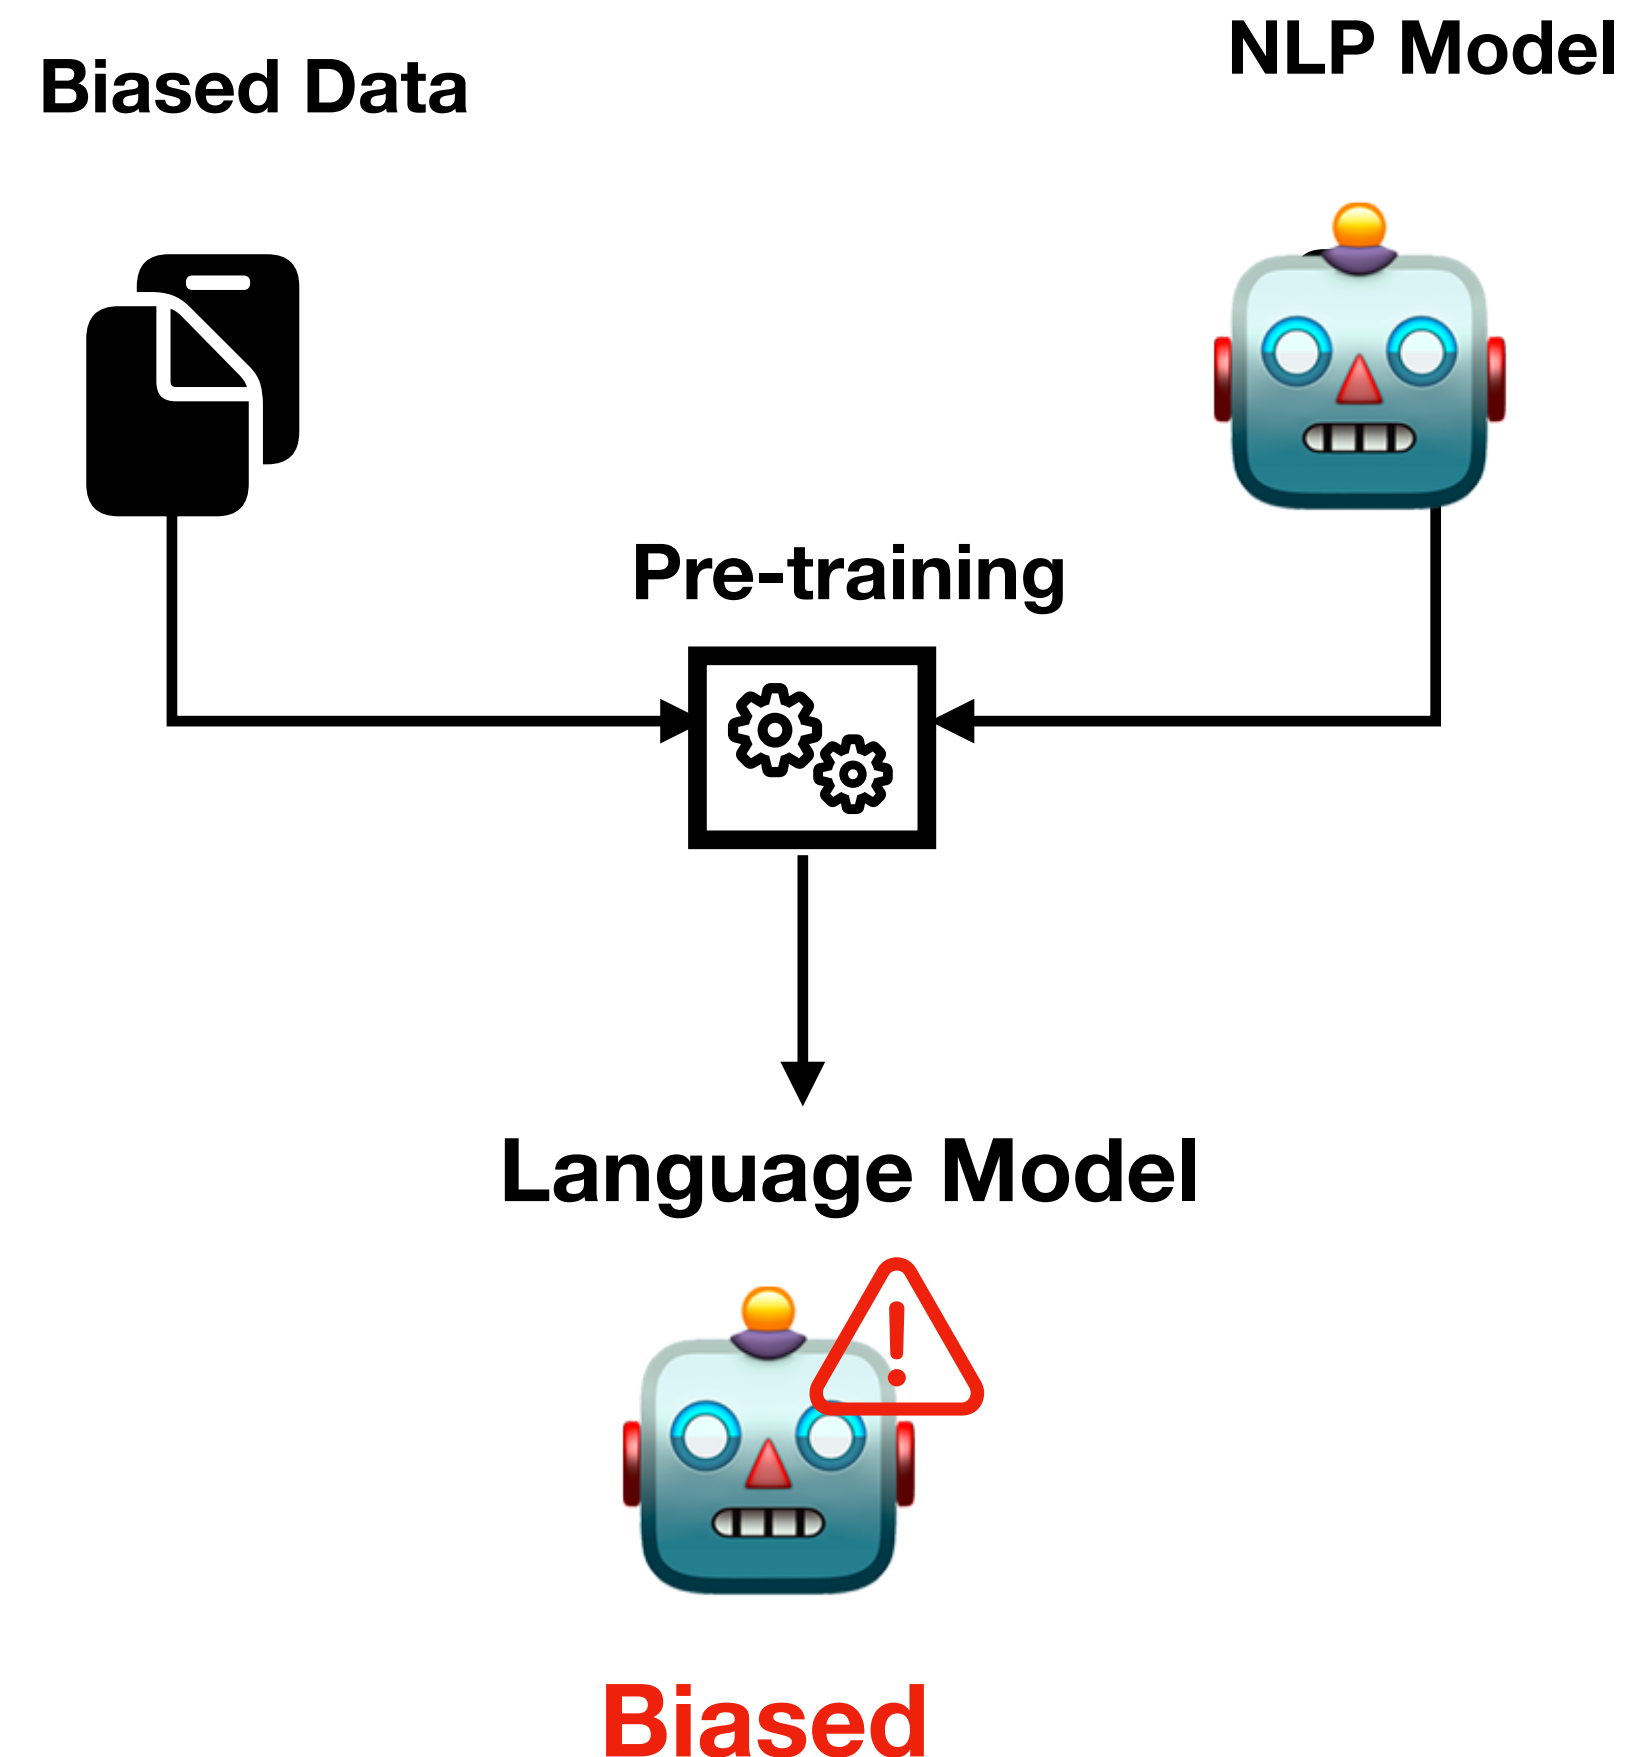 Biased Data
NLP Model
Pre-training
Language Model
Biased